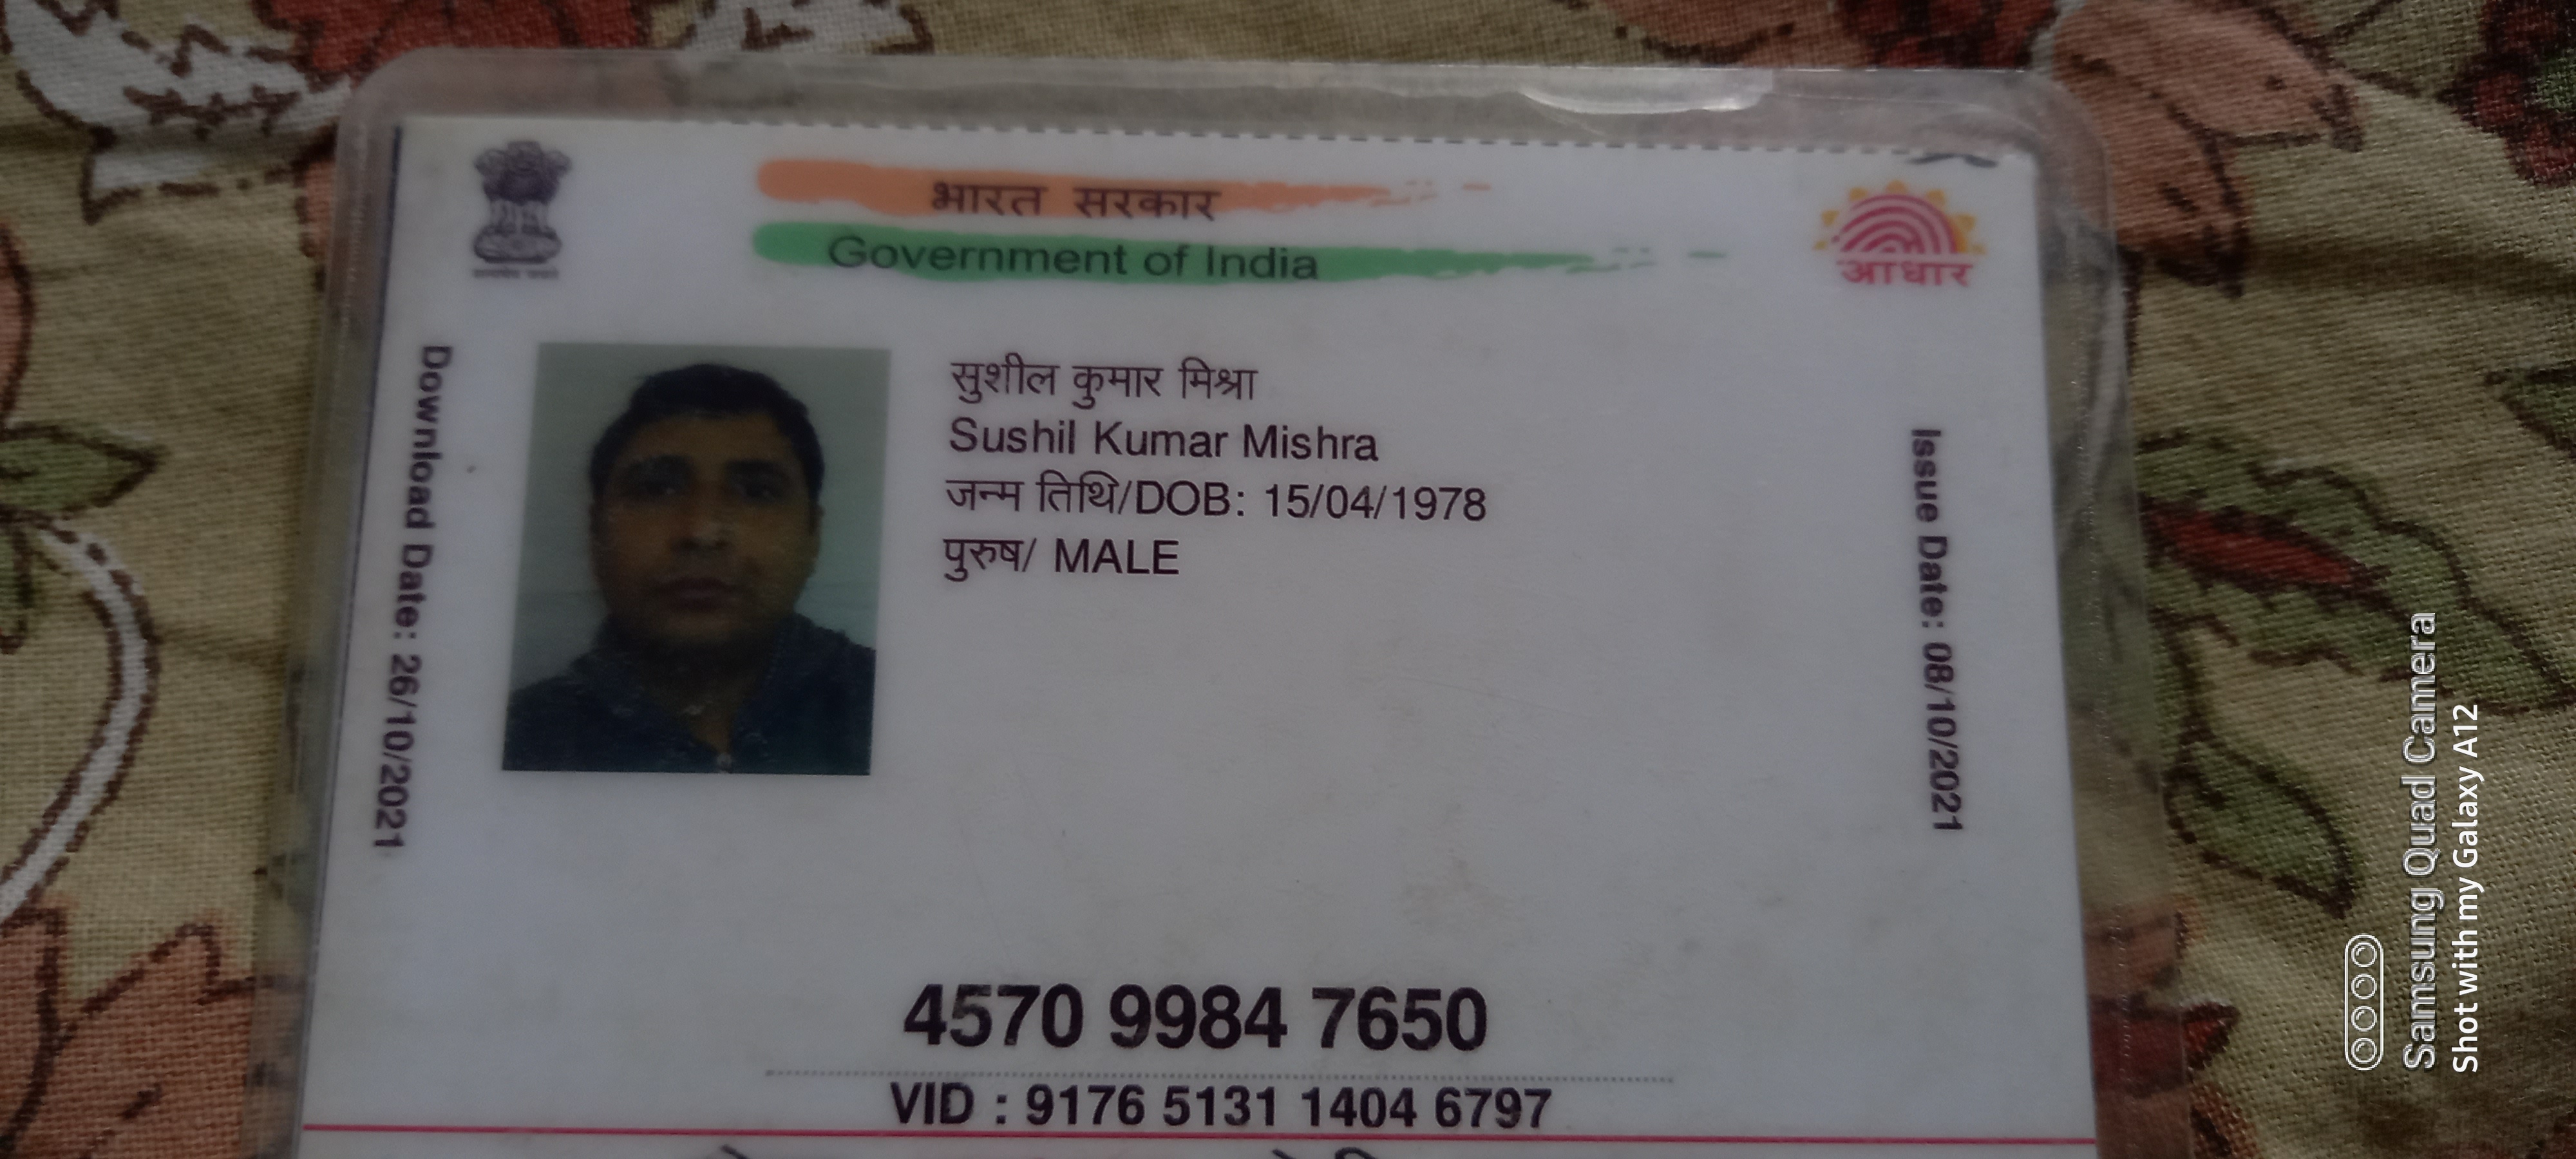 भारत सरकार
Government of India
Download Date: 26/10/2021
सुशील कुमार मिश्रा
Sushil Kumar Mishra
जन्म तिथि/DOB: 15/04/1978
पुरुष/ MALE
Issue Date: 08/10/2021
आधार
4570 9984 7650
VID : 9176 5131 1404 6797
Samsung Quad Camera
Shot with my Galaxy A12